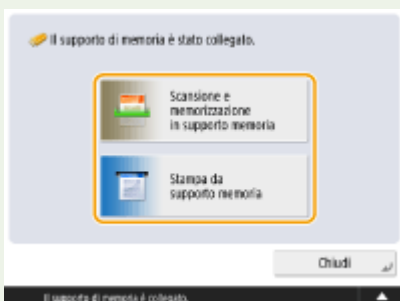 Il supporto di memoria è stato collegato.
Scansione e
memorizzazione
in supporto memoria
Stampa da
supporto memoria
Chiudi
Il supporto di memoria è collegato.